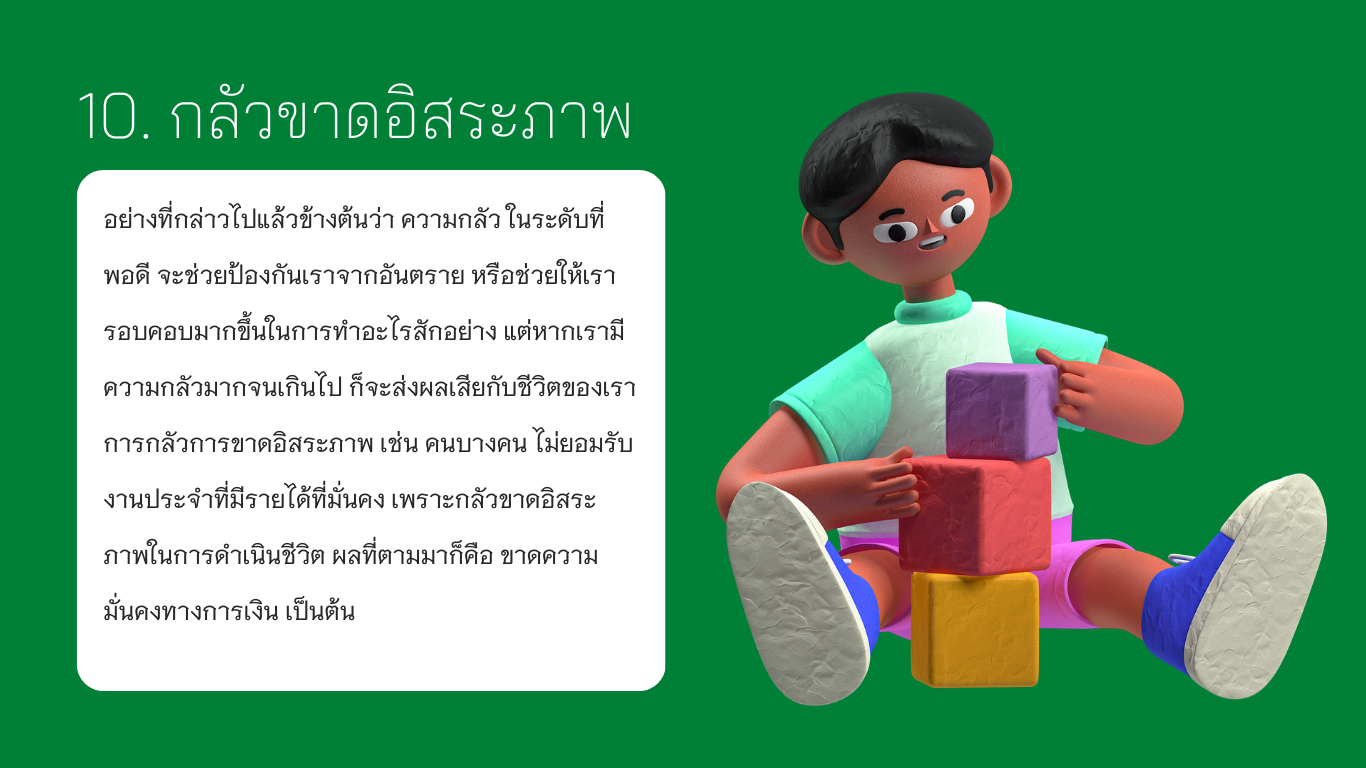 10. กลัวขาดอิสระภาพ
อย่างที่กล่าวไปแล้วข้างต้นว่า ความกลัว ในระดับที่
พอดี จะช่วยป้องกันเราจากอันตราย หรือช่วยให้เรา
รอบคอบมากขึ้นในการทำอะไรสักอย่าง แต่หากเรามี
ความกลัวมากจนเกินไป ก็จะส่งผลเสียกับชีวิตของเรา
การกลัวการขาดอิสระภาพ เช่น คนบางคน ไม่ยอมรับ
งานประจำที่มีรายได้ที่มั่นคง เพราะกลัวขาดอิสระ
ภาพในการดำเนินชีวิต ผลที่ตามมาก็คือ ขาดความ
มั่นคงทางการเงิน เป็นต้น